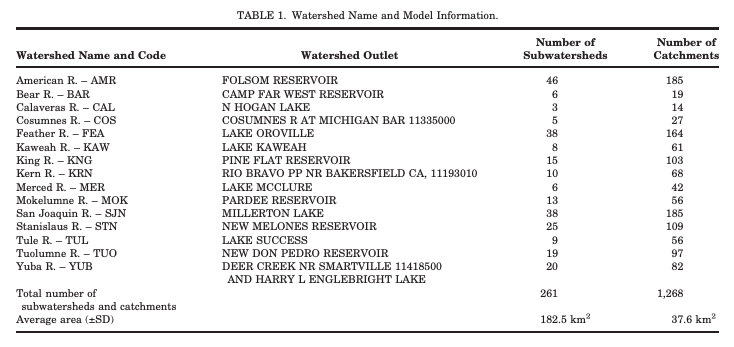 TABLE 1. Watershed Name and Model Information.
Number of Number of
Watershed Name and Code Watershed Outlet Subwatersheds Catchments
American R. – AMR FOLSOM RESERVOIR 46 185
Bear R. – BAR CAMP FAR WEST RESERVOIR 6 19
Calaveras R. – CAL N HOGAN LAKE 3 14
Cosumnes R. – COS COSUMNES R AT MICHIGAN BAR 11335000 5 27
Feather R. – FEA LAKE OROVILLE 38 164
Kaweah R. – KAW LAKE KAWEAH 8 61
King R. – KNG PINE FLAT RESERVOIR 15 103
Kern R. – KRN RIO BRAVO PP NR BAKERSFIELD CA, 11193010 10 68
Merced R. – MER LAKE MCCLURE 6 42
Mokelumne R. – MOK PARDEE RESERVOIR 13 56
San Joaquin R. – SJN MILLERTON LAKE 38 185
Stanislaus R. – STN NEW MELONES RESERVOIR 25 109
Tule R. – TUL LAKE SUCCESS 9 56
Tuolumne R. – TUO NEW DON PEDRO RESERVOIR 19 97
Yuba R. – YUB DEER CREEK NR SMARTVILLE 11418500 20 82
AND HARRY L ENGLEBRIGHT LAKE
Total number of 261 1,268
subwatersheds and catchments
Average area (±SD) 182.5 km² 37.6 km²